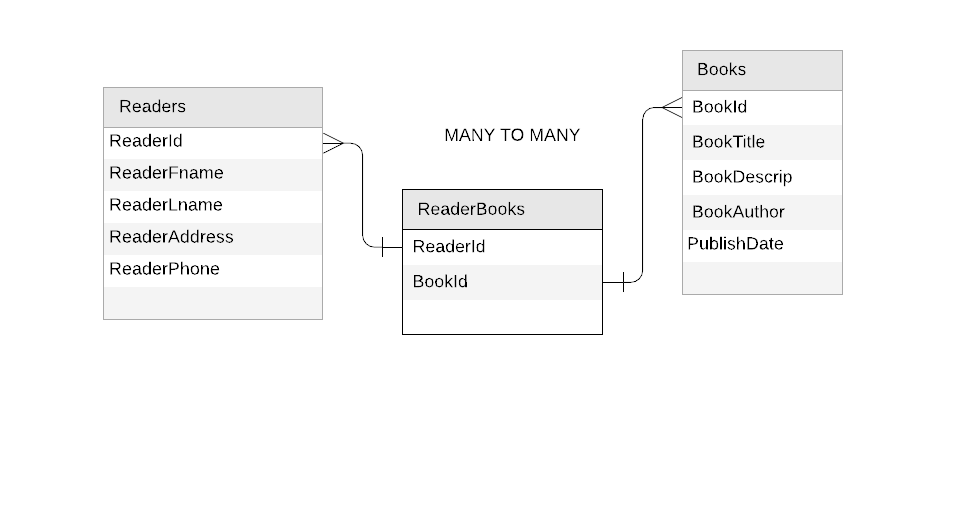 Readers
ReaderId
ReaderFname
ReaderLname
ReaderAddress
ReaderPhone
MANY TO MANY
ReaderBooks
ReaderId
BookId
Books
BookId
BookTitle
BookDescrip
BookAuthor
PublishDate